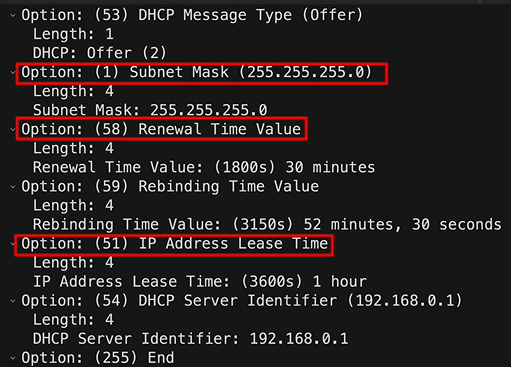 Option: (53) DHCP Message Type (Offer)
Length: 1
DHCP: Offer (2)
Option: (1) Subnet Mask (255.255.255.0)
Length: 4
Subnet Mask: 255.255.255.0
Option: (58) Renewal Time Value
Length: 4
Renewal Time Value: (1800s) 30 minutes
Option: (59) Rebinding Time Value
Length: 4
Rebinding Time Value: (3150s) 52 minutes, 30 seconds
Option: (51) IP Address Lease Time
Length: 4
IP Address Lease Time: (3600s) 1 hour
Option: (54) DHCP Server Identifier (192.168.0.1)
Length: 4
DHCP Server Identifier: 192.168.0.1
Option: (255) End